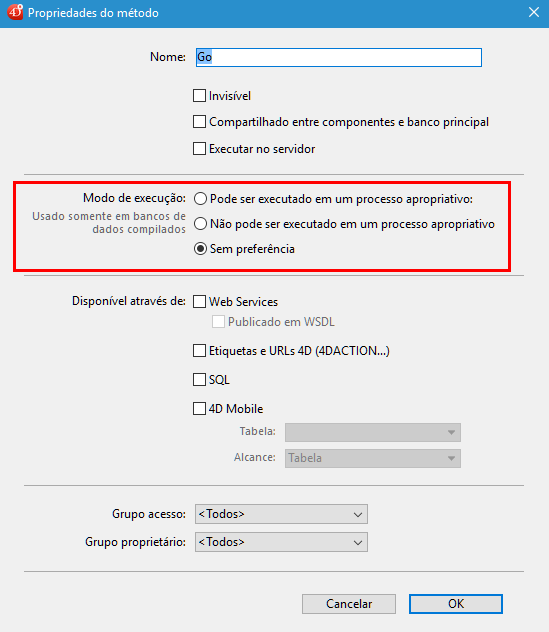 4D Propriedades do método
Nome: Go
Invisível
Compartilhado entre componentes e banco principal
Executar no servidor
Modo de execução: Pode ser executado em um processo apropriativo:
Usado somente em bancos de
dados compilados
Não pode ser executado em um processo apropriativo
Sem preferência
Disponível através de: Web Services
Publicado em WSDL
Etiquetas e URLs 4D (4DACTION...)
SQL
4D Mobile
Tabela:
Alcance: Tabela
Grupo acesso: <Todos>
Grupo proprietário: <Todos>
Cancelar OK